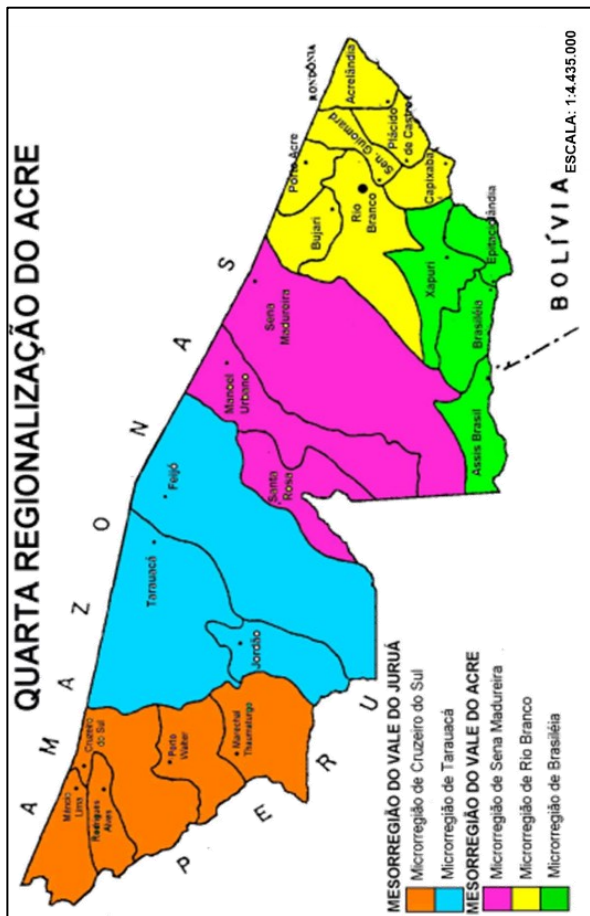 QUARTA REGIONALIZAÇÃO DO ACRE
A M A Z O N A S
RONDÔNIA
P E R U
BOLÍVIA
Mâncio
Lima
Cruzeiro
do Sul
Rodrigues
Alves
Porto
Walter
Marechal
Thaumaturgo
Tarauacá
Feijó
Jordão
Santa
Rosa
Manoel
Urbano
Sena
Madureira
Bujari
Porto Acre
Rio
Branco
Sen. Guiomard
Acrelândia
Plácido
de Castro
Capixaba
Xapuri
Epitaciolândia
Brasiléia
Assis Brasil
MESORREGIÃO DO VALE DO JURUÁ
Microrregião de Cruzeiro do Sul
Microrregião de Tarauacá
MESORREGIÃO DO VALE DO ACRE
Microrregião de Sena Madureira
Microrregião de Rio Branco
Microrregião de Brasiléia
ESCALA: 1:4.435.000